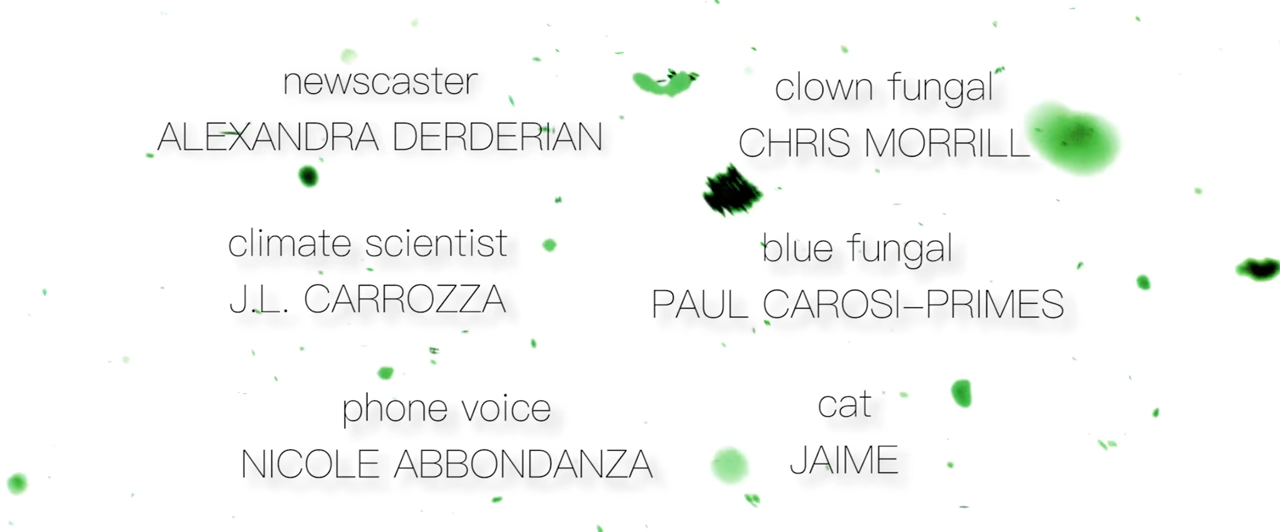 newscaster
ALEXANDRA DERDERIAN
climate scientist
J.L. CARROZZA
phone voice
NICOLE ABBONDANZA
clown fungal
CHRIS MORRILL
blue fungal
PAUL CAROSI-PRIMES
cat
JAIME